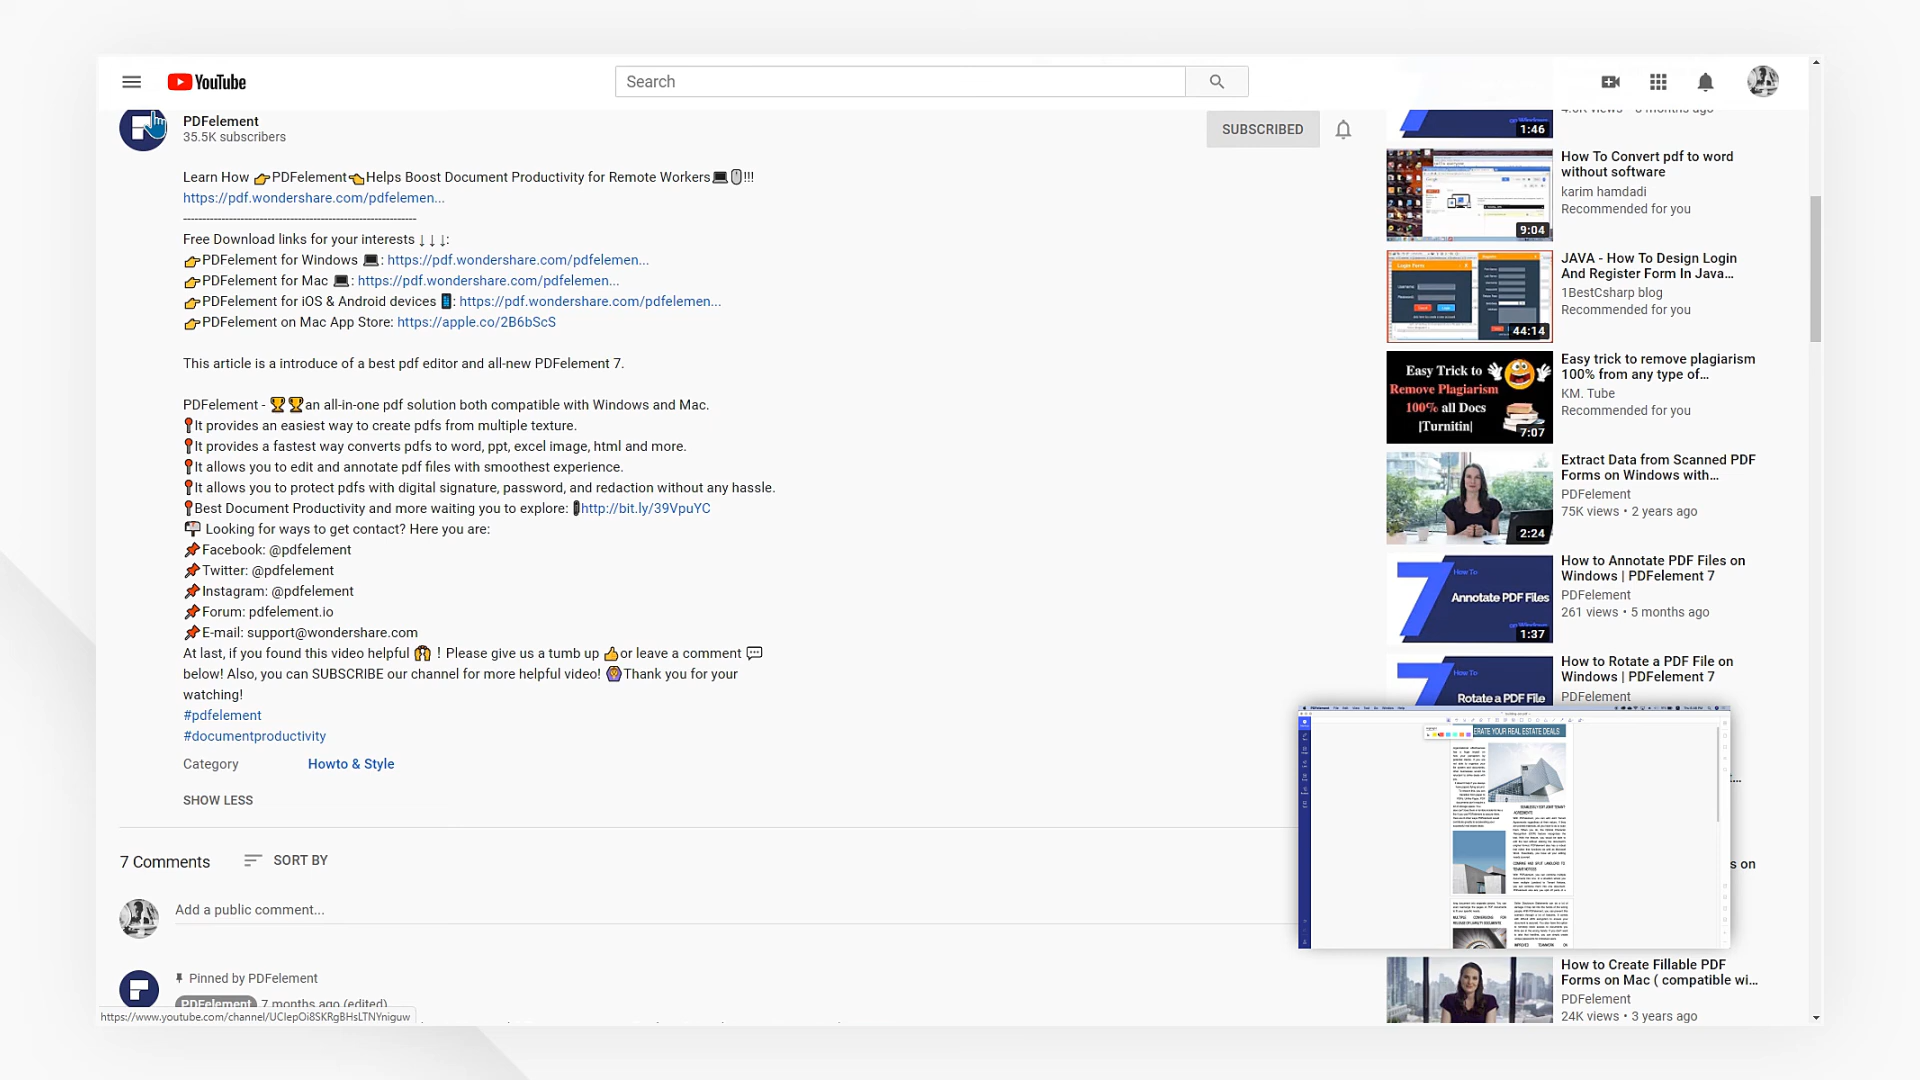 YouTube
Search
PDFelement
35.5K subscribers
SUBSCRIBED
Learn How 👉PDFelement👈Helps Boost Document Productivity for Remote Workers💻🖱!!!
https://pdf.wondershare.com/pdfelemen...
-------------------------------------------------------------
Free Download links for your interests ↓ ↓ ↓:
👉PDFelement for Windows 💻: https://pdf.wondershare.com/pdfelemen...
👉PDFelement for Mac 💻: https://pdf.wondershare.com/pdfelemen...
👉PDFelement for iOS & Android devices 📱: https://pdf.wondershare.com/pdfelemen...
👉PDFelement on Mac App Store: https://apple.co/2B6bScS
This article is a introduce of a best pdf editor and all-new PDFelement 7.
PDFelement - 🏆🏆an all-in-one pdf solution both compatible with Windows and Mac.
📍It provides an easiest way to create pdfs from multiple texture.
📍It provides a fastest way converts pdfs to word, ppt, excel image, html and more.
📍It allows you to edit and annotate pdf files with smoothest experience.
📍It allows you to protect pdfs with digital signature, password, and redaction without any hassle.
📍Best Document Productivity and more waiting you to explore: http://bit.ly/39VpuYC
📬 Looking for ways to get contact? Here you are:
📌Facebook: @pdfelement
📌Twitter: @pdfelement
📌Instagram: @pdfelement
📌Forum: pdfelement.io
📌E-mail: support@wondershare.com
At last, if you found this video helpful 🙌 ! Please give us a tumb up 👍or leave a comment 💬
below! Also, you can SUBSCRIBE our channel for more helpful video! 🙆Thank you for your
watching!
#pdfelement
#documentproductivity
Category Howto & Style
SHOW LESS
7 Comments SORT BY
Add a public comment...
Pinned by PDFelement
PDFelement 7 months ago (edited)
https://www.youtube.com/channel/UCIepOi8SKRgBHsLTNYniguw
1:46
How To Convert pdf to word
without software
karim hamdadi
Recommended for you
9:04
JAVA - How To Design Login
And Register Form In Java...
1BestCsharp blog
Recommended for you
44:14
Easy Trick to
Remove Plagiarism
100% all Docs
|Turnitin|
7:07
Easy trick to remove plagiarism
100% from any type of...
KM. Tube
Recommended for you
Extract Data from Scanned PDF
Forms on Windows with...
PDFelement
75K views • 2 years ago
2:24
How To
Annotate PDF Files
on Windows
1:37
How to Annotate PDF Files on
Windows | PDFelement 7
PDFelement
261 views • 5 months ago
How To
Rotate a PDF File
How to Rotate a PDF File on
Windows | PDFelement 7
PDFelement
ERATE YOUR REAL ESTATE DEALS
s on
How to Create Fillable PDF
Forms on Mac ( compatible wi...
PDFelement
24K views • 3 years ago